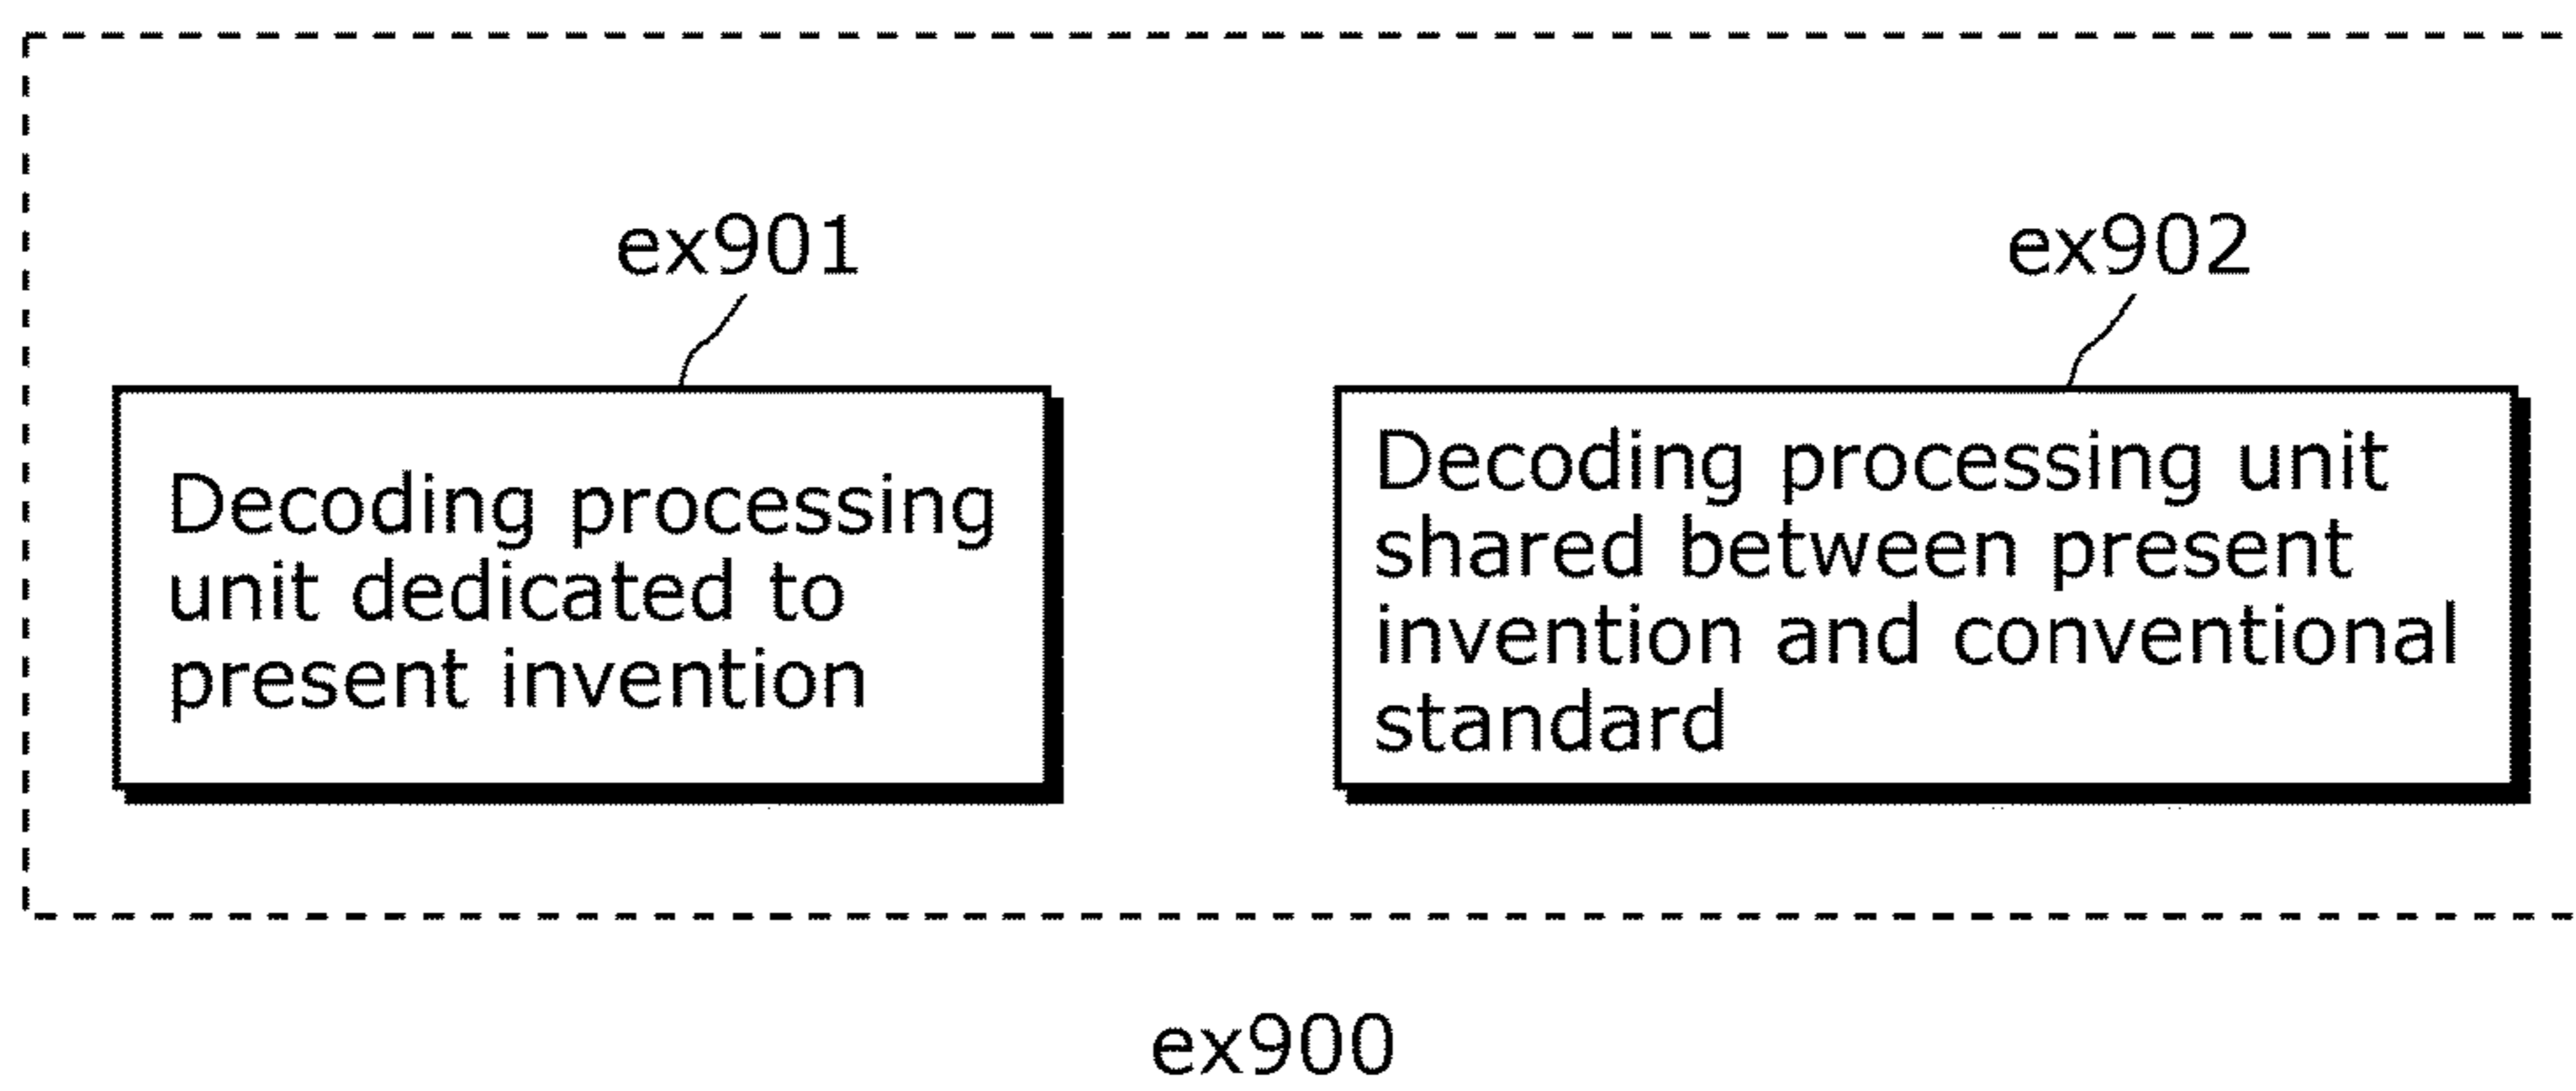 ex901
ex902
Decoding processing
unit dedicated to
present invention
Decoding processing unit
shared between present
invention and conventional
standard
ex900